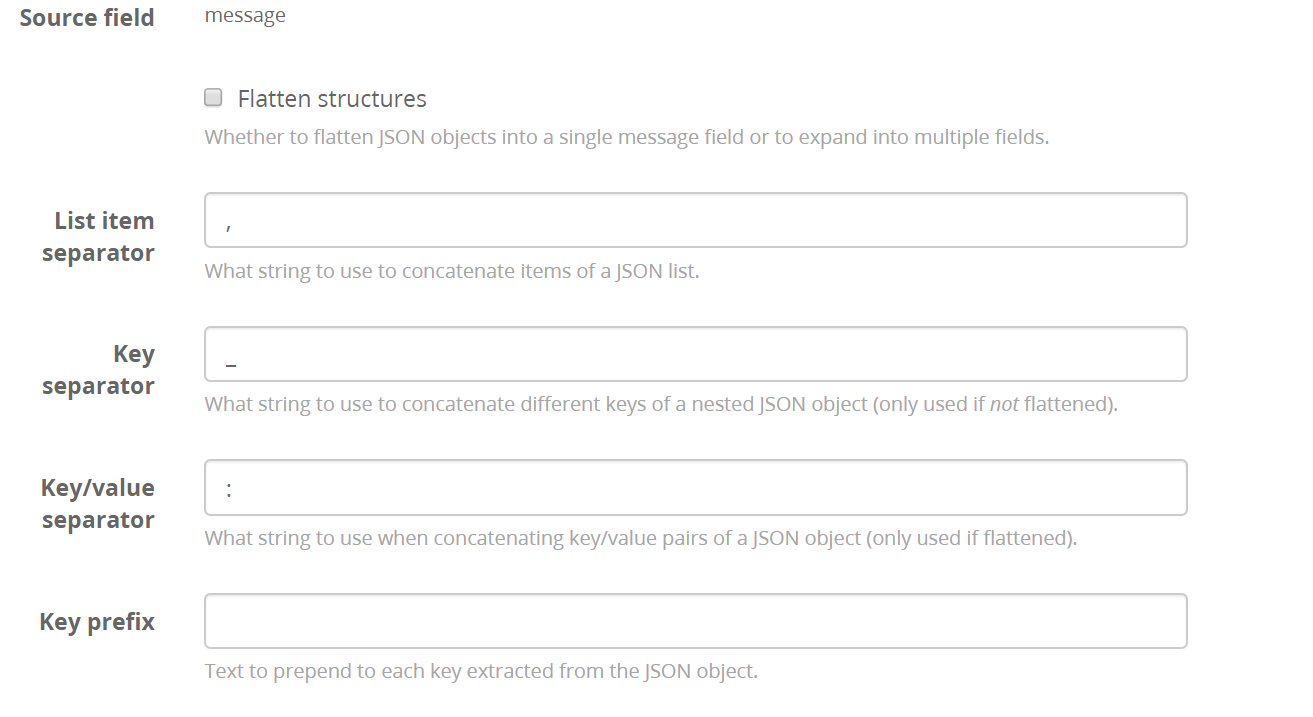 Source field message
Flatten structures
Whether to flatten JSON objects into a single message field or to expand into multiple fields.
List item
separator
,
What string to use to concatenate items of a JSON list.
Key
separator
_
What string to use to concatenate different keys of a nested JSON object (only used if not flattened).
Key/value
separator
:
What string to use when concatenating key/value pairs of a JSON object (only used if flattened).
Key prefix
Text to prepend to each key extracted from the JSON object.